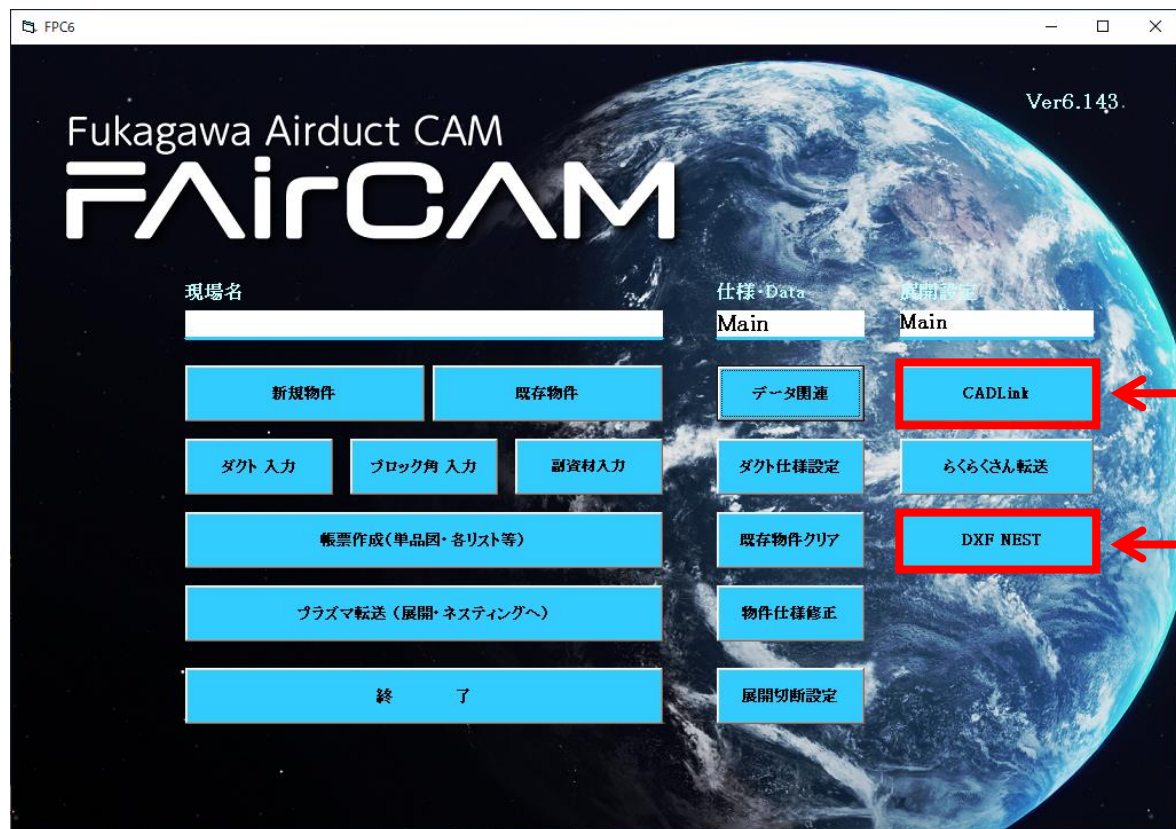 FPC6
Ver6.143
Fukagawa Airduct CAM
FAirCAM
現場名
仕様・Data
展開設定
Main
Main
新規物件
既存物件
データ関連
CADLink
ダクト 入力
ブロック角 入力
副資材入力
ダクト仕様設定
らくらくさん転送
帳票作成(単品図・各リスト等)
既存物件クリア
DXF NEST
プラズマ転送 (展開・ネスティングへ)
物件仕様修正
終 了
展開切断設定